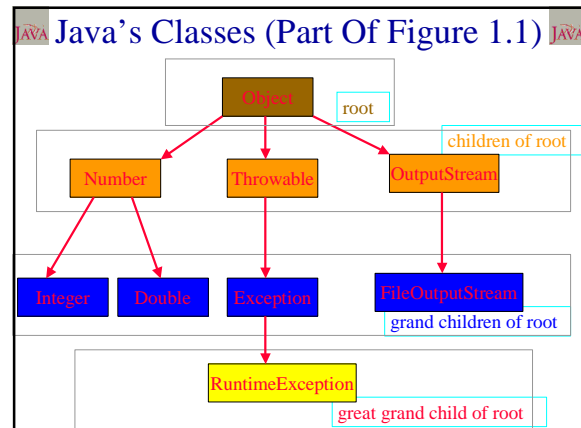 JAVA Java's Classes (Part Of Figure 1.1) JAVA
Object
root
children of root
Number Throwable OutputStream
Integer Double Exception FileOutputStream
grand children of root
RuntimeException
great grand child of root